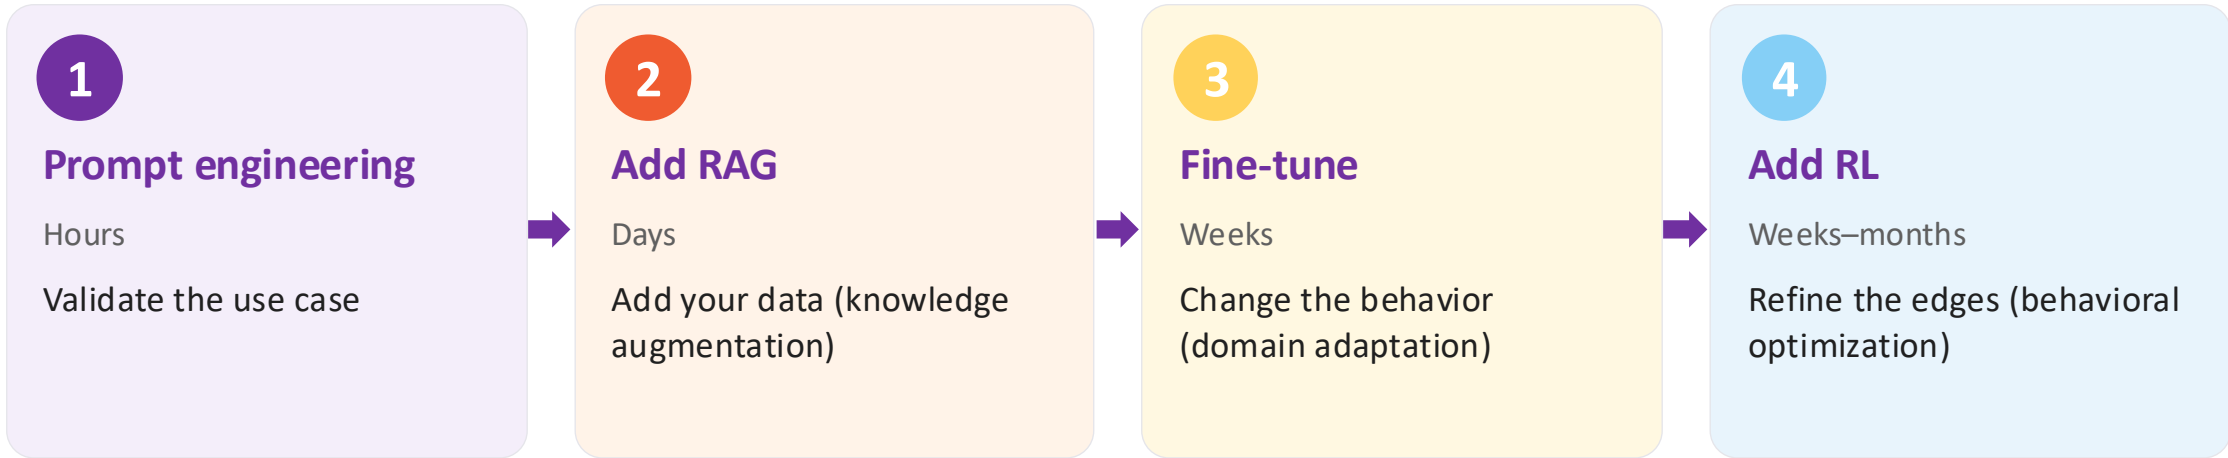 1
Prompt engineering
Hours
Validate the use case
2
Add RAG
Days
Add your data (knowledge
augmentation)
3
Fine-tune
Weeks
Change the behavior
(domain adaptation)
4
Add RL
Weeks–months
Refine the edges (behavioral
optimization)